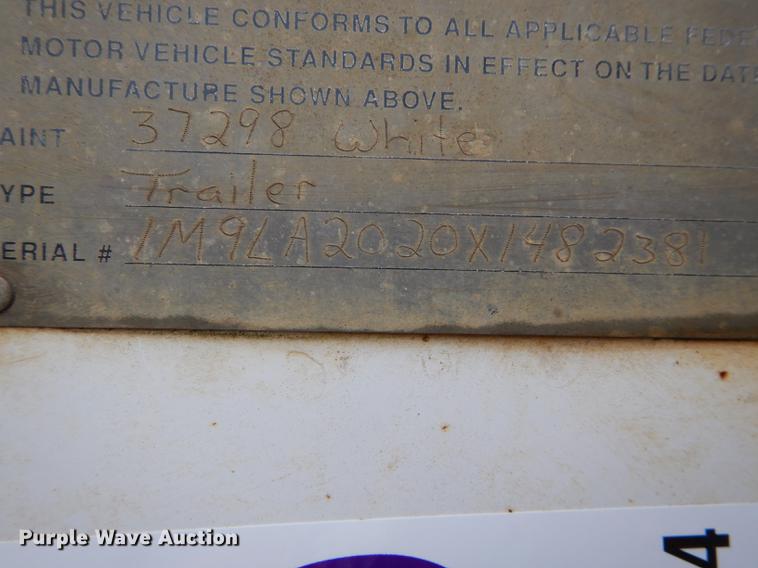 THIS VEHICLE CONFORMS TO ALL APPLICABLE FEDE
MOTOR VEHICLE STANDARDS IN EFFECT ON THE DATE
MANUFACTURE SHOWN ABOVE.
AINT 37298 White
YPE Trailer
ERIAL # 1M9LA2020X1482381
Purple Wave Auction
4